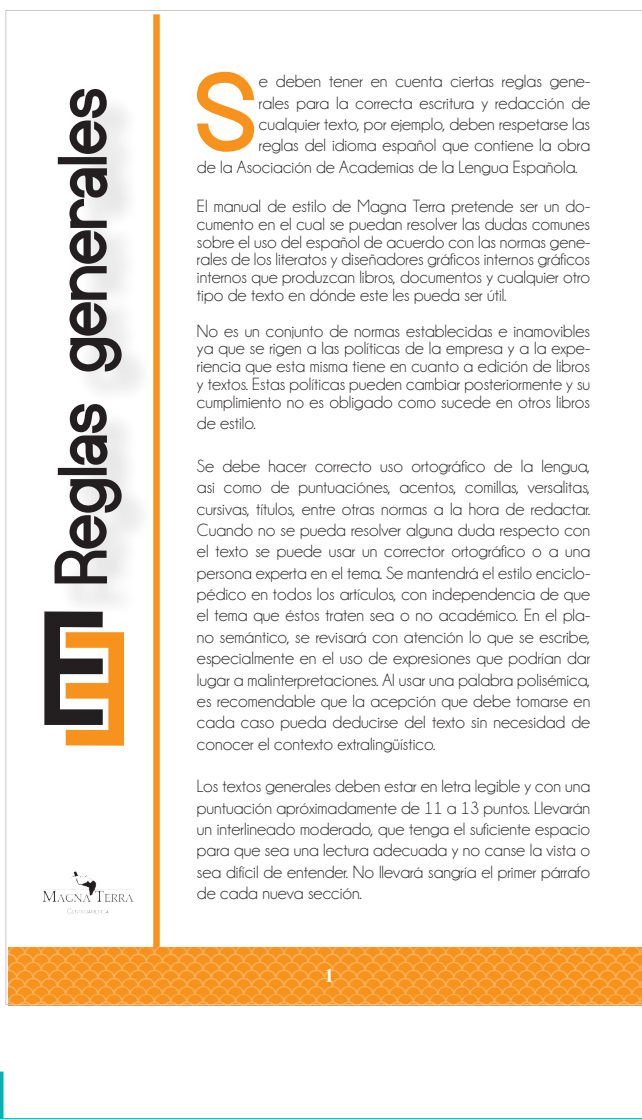 Reglas generales
Se deben tener en cuenta ciertas reglas gene-
rales para la correcta escritura y redacción de
cualquier texto, por ejemplo, deben respetarse las
reglas del idioma español que contiene la obra
de la Asociación de Academias de la Lengua Española.
El manual de estilo de Magna Terra pretende ser un do-
cumento en el cual se puedan resolver las dudas comunes
sobre el uso del español de acuerdo con las normas gene-
rales de los literatos y diseñadores gráficos internos gráficos
internos que produzcan libros, documentos y cualquier otro
tipo de texto en dónde este les pueda ser útil.
No es un conjunto de normas establecidas e inamovibles
ya que se rigen a las políticas de la empresa y a la expe-
riencia que esta misma tiene en cuanto a edición de libros
y textos. Estas políticas pueden cambiar posteriormente y su
cumplimiento no es obligado como sucede en otros libros
de estilo.
Se debe hacer correcto uso ortográfico de la lengua,
asi como de puntuaciónes, acentos, comillas, versalitas,
cursivas, títulos, entre otras normas a la hora de redactar.
Cuando no se pueda resolver alguna duda respecto con
el texto se puede usar un corrector ortográfico o a una
persona experta en el tema. Se mantendrá el estilo enciclo-
pédico en todos los artículos, con independencia de que
el tema que éstos traten sea o no académico. En el pla-
no semántico, se revisará con atención lo que se escribe,
especialmente en el uso de expresiones que podrían dar
lugar a malinterpretaciones. Al usar una palabra polisémica,
es recomendable que la acepción que debe tomarse en
cada caso pueda deducirse del texto sin necesidad de
conocer el contexto extralingüístico.
Los textos generales deben estar en letra legible y con una
puntuación apróximadamente de 11 a 13 puntos. Llevarán
un interlineado moderado, que tenga el suficiente espacio
para que sea una lectura adecuada y no canse la vista o
sea difícil de entender. No llevará sangría el primer párrafo
de cada nueva sección.
MAGNA TERRA
CENTROAMERICA
1